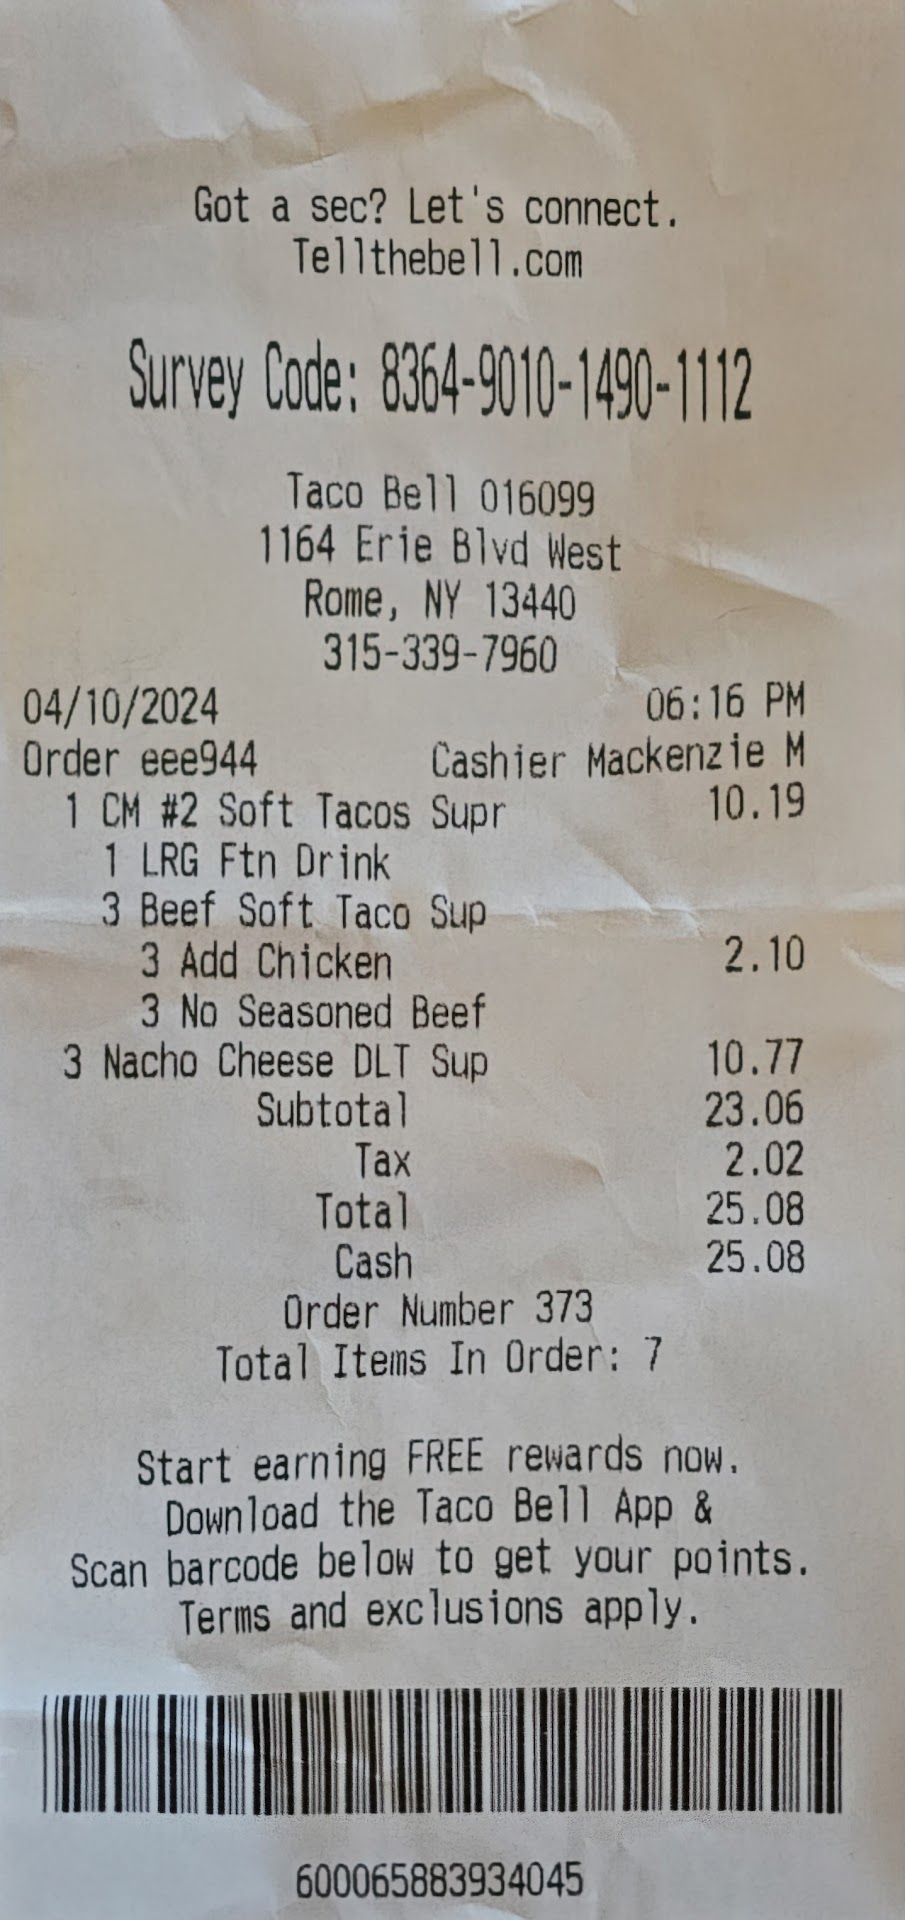 Got a sec? Let's connect.
Tellthebell.com
Survey Code: 8364-9010-1490-1112
Taco Bell 016099
1164 Erie Blvd West
Rome, NY 13440
315-339-7960
04/10/2024 06:16 PM
Order eee944 Cashier Mackenzie M
1 CM #2 Soft Tacos Supr 10.19
1 LRG Ftn Drink
3 Beef Soft Taco Sup
3 Add Chicken 2.10
3 No Seasoned Beef
3 Nacho Cheese DLT Sup 10.77
Subtotal 23.06
Tax 2.02
Total 25.08
Cash 25.08
Order Number 373
Total Items In Order: 7
Start earning FREE rewards now.
Download the Taco Bell App &
Scan barcode below to get your points.
Terms and exclusions apply.
600065883934045